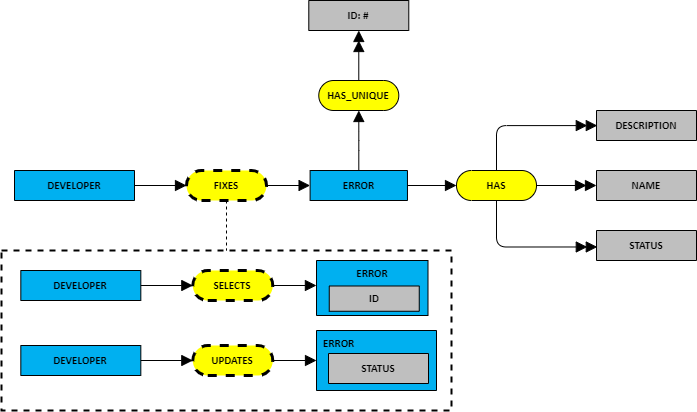 ID: #
HAS_UNIQUE
DESCRIPTION
DEVELOPER
FIXES
ERROR
HAS
NAME
STATUS
DEVELOPER
SELECTS
ERROR
ID
DEVELOPER
UPDATES
ERROR
STATUS